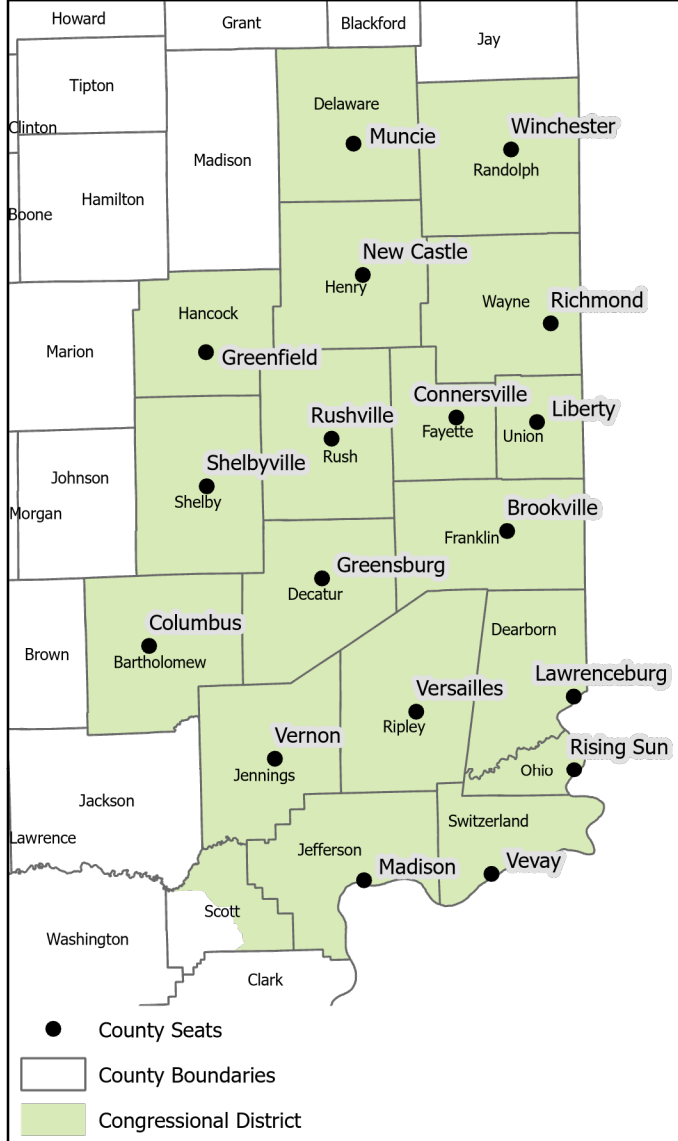 Howard
Grant
Blackford
Jay
Tipton
Delaware
Clinton
Muncie
Winchester
Madison
Randolph
Hamilton
Boone
New Castle
Henry
Wayne
Richmond
Hancock
Marion
Greenfield
Connersville
Liberty
Rushville
Fayette
Union
Rush
Shelbyville
Johnson
Shelby
Morgan
Brookville
Franklin
Greensburg
Decatur
Columbus
Dearborn
Brown
Bartholomew
Lawrenceburg
Versailles
Ripley
Vernon
Rising Sun
Jennings
Ohio
Jackson
Switzerland
Lawrence
Jefferson
Madison
Vevay
Scott
Washington
Clark
County Seats
County Boundaries
Congressional District